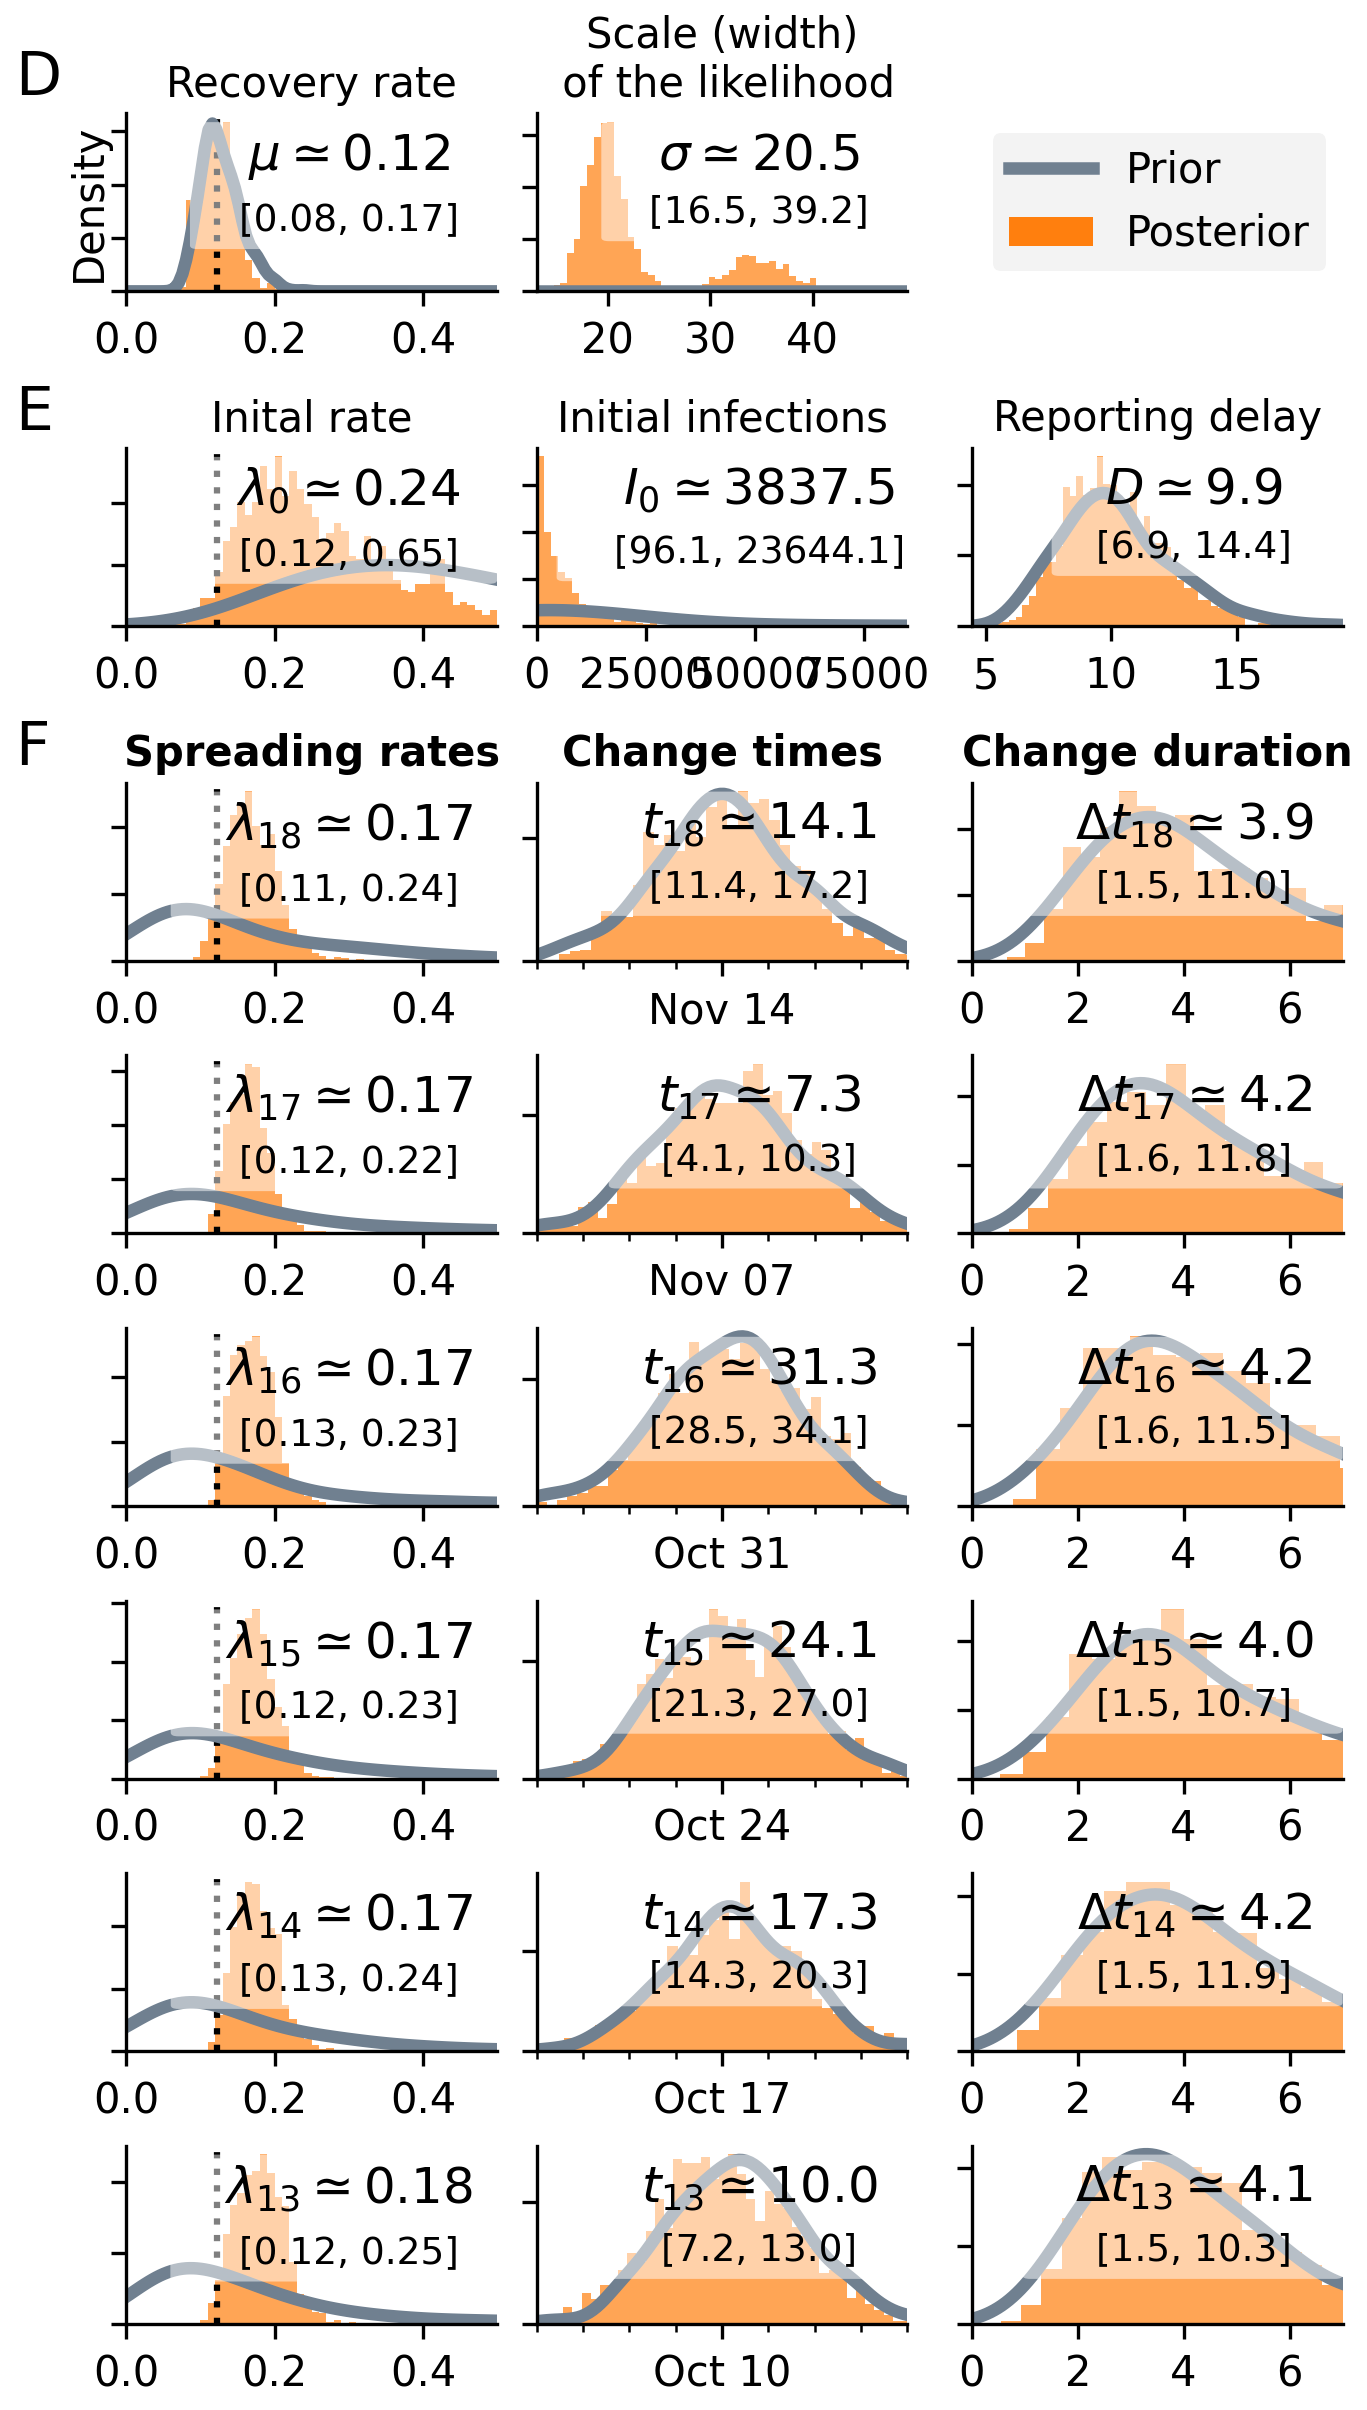 D
Recovery rate
Scale (width)
of the likelihood
Density
μ ≃ 0.12
[0.08, 0.17]
0.0 0.2 0.4
σ ≃ 20.5
[16.5, 39.2]
20 30 40
Prior
Posterior
E
Inital rate
Initial infections
Reporting delay
λ₀ ≃ 0.24
[0.12, 0.65]
0.0 0.2 0.4
I₀ ≃ 3837.5
[96.1, 23644.1]
0 25000 50000 75000
D ≃ 9.9
[6.9, 14.4]
5 10 15
F
Spreading rates
Change times
Change duration
λ₁₈ ≃ 0.17
[0.11, 0.24]
0.0 0.2 0.4
t₁₈ ≃ 14.1
[11.4, 17.2]
Nov 14
Δt₁₈ ≃ 3.9
[1.5, 11.0]
0 2 4 6
λ₁₇ ≃ 0.17
[0.12, 0.22]
0.0 0.2 0.4
t₁₇ ≃ 7.3
[4.1, 10.3]
Nov 07
Δt₁₇ ≃ 4.2
[1.6, 11.8]
0 2 4 6
λ₁₆ ≃ 0.17
[0.13, 0.23]
0.0 0.2 0.4
t₁₆ ≃ 31.3
[28.5, 34.1]
Oct 31
Δt₁₆ ≃ 4.2
[1.6, 11.5]
0 2 4 6
λ₁₅ ≃ 0.17
[0.12, 0.23]
0.0 0.2 0.4
t₁₅ ≃ 24.1
[21.3, 27.0]
Oct 24
Δt₁₅ ≃ 4.0
[1.5, 10.7]
0 2 4 6
λ₁₄ ≃ 0.17
[0.13, 0.24]
0.0 0.2 0.4
t₁₄ ≃ 17.3
[14.3, 20.3]
Oct 17
Δt₁₄ ≃ 4.2
[1.5, 11.9]
0 2 4 6
λ₁₃ ≃ 0.18
[0.12, 0.25]
0.0 0.2 0.4
t₁₃ ≃ 10.0
[7.2, 13.0]
Oct 10
Δt₁₃ ≃ 4.1
[1.5, 10.3]
0 2 4 6